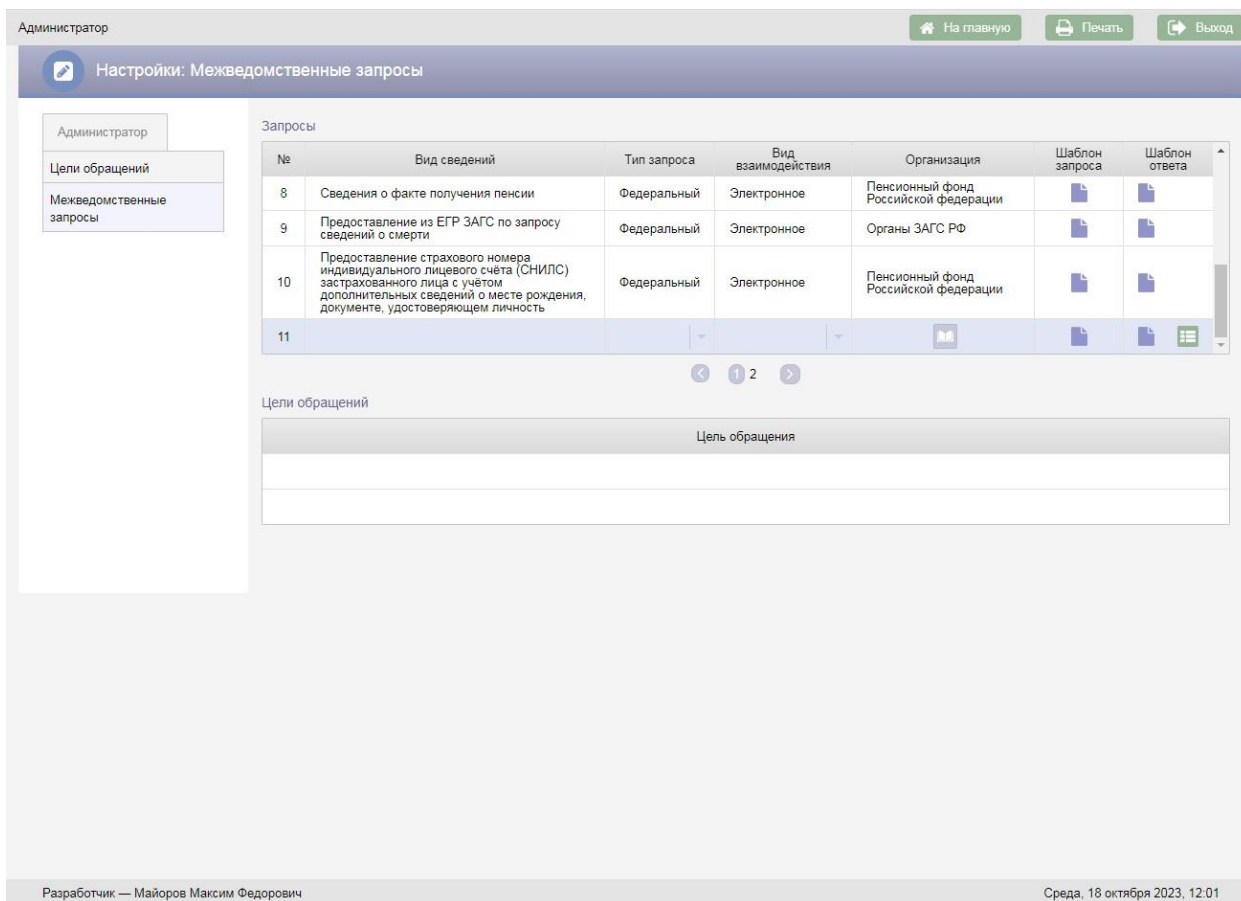 Администратор
На главную
Печать
Выход
Настройки: Межведомственные запросы
Администратор
Цели обращений
Межведомственные
запросы
Запросы
№ Вид сведений Тип запроса Вид взаимодействия Организация Шаблон запроса Шаблон ответа
8 Сведения о факте получения пенсии Федеральный Электронное Пенсионный фонд
Российской федерации
9 Предоставление из ЕГР ЗАГС по запросу
сведений о смерти Федеральный Электронное Органы ЗАГС РФ
10 Предоставление страхового номера
индивидуального лицевого счёта (СНИЛС)
застрахованного лица с учётом
дополнительных сведений о месте рождения,
документе, удостоверяющем личность Федеральный Электронное Пенсионный фонд
Российской федерации
11
1 2
Цели обращений
Цель обращения
Разработчик — Майоров Максим Федорович
Среда, 18 октября 2023, 12:01